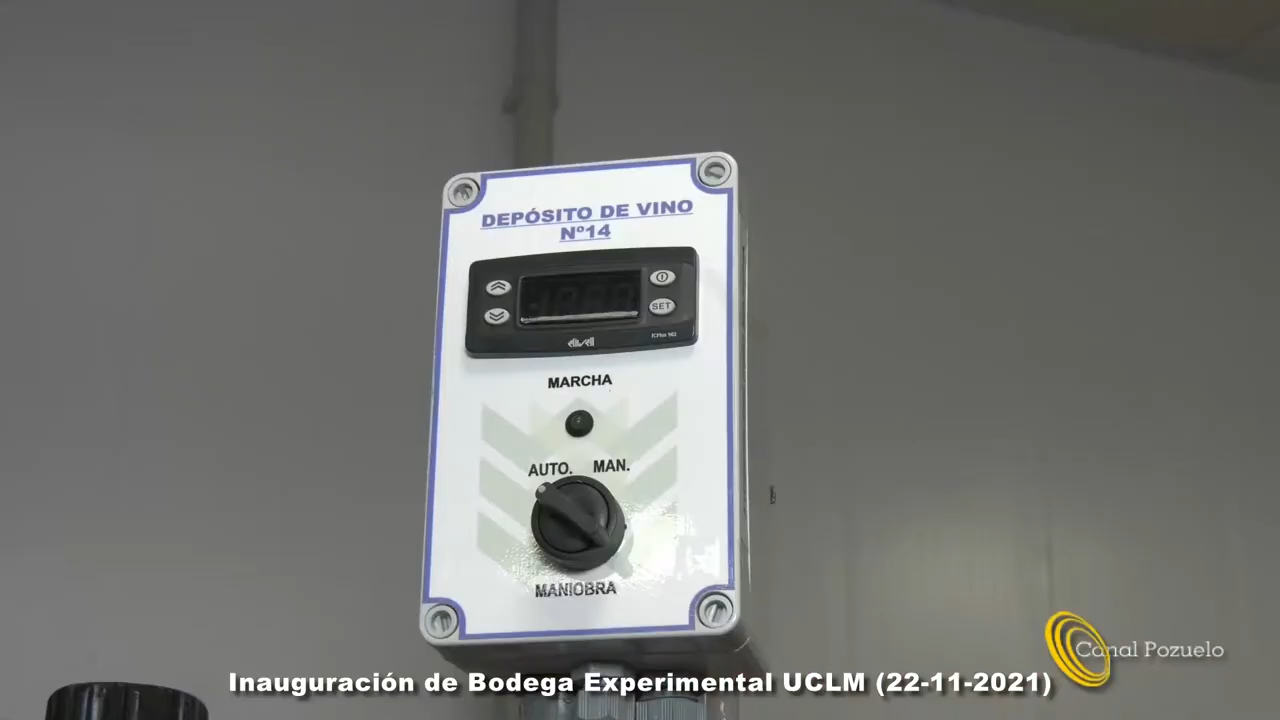 DEPÓSITO DE VINO
Nº14
SET
eliwell
MARCHA
AUTO. MAN.
MANIOBRA
Canal Pozuelo
Inauguración de Bodega Experimental UCLM (22-11-2021)